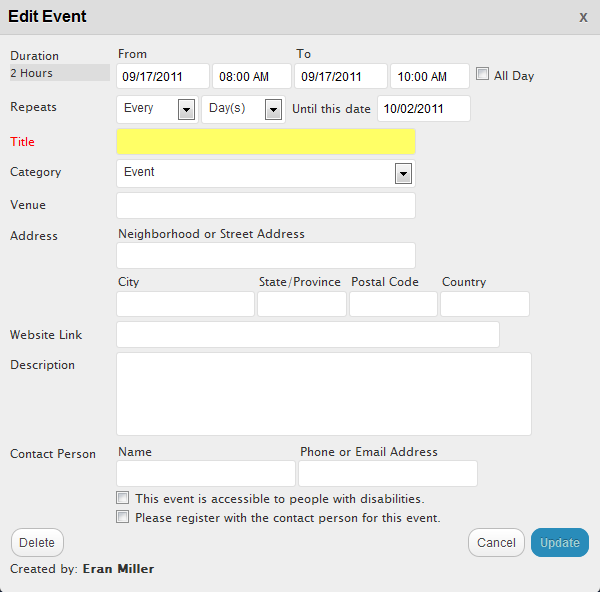 Edit Event x
Duration From To
2 Hours 09/17/2011 08:00 AM 09/17/2011 10:00 AM All Day
Repeats Every Day(s) Until this date 10/02/2011
Title
Category Event
Venue
Address Neighborhood or Street Address
City State/Province Postal Code Country
Website Link
Description
Contact Person Name Phone or Email Address
This event is accessible to people with disabilities.
Please register with the contact person for this event.
Delete Cancel Update
Created by: Eran Miller